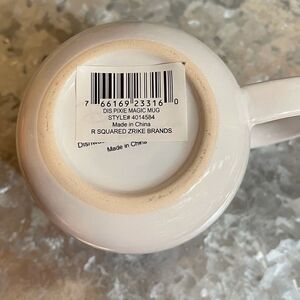 7 66169 23316 0
DIS PIXIE MAGIC MUG
STYLE# 4014584
Made in China
R SQUARED ZRIKE BRANDS
Made in China